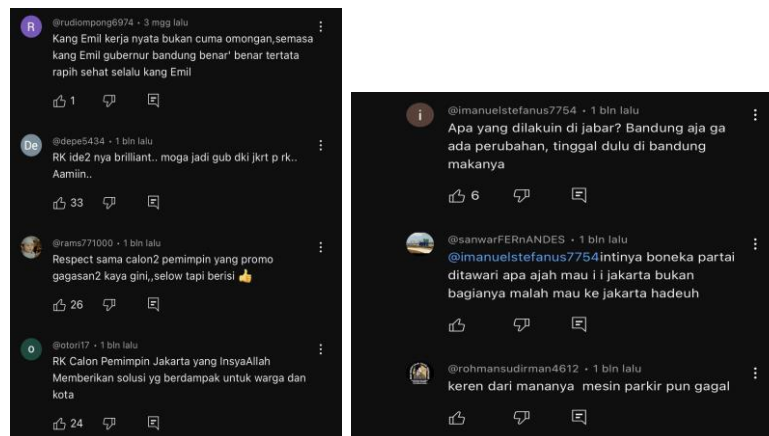 R
@rudiompong6974 • 3 mgg lalu
Kang Emil kerja nyata bukan cuma omongan,semasa
kang Emil gubernur bandung benar' benar tertata
rapih sehat selalu kang Emil
1
De
@depe5434 • 1 bln lalu
RK ide2 nya brilliant.. moga jadi gub dki jkrt p rk..
Aamiin..
33
@rams771000 • 1 bln lalu
Respect sama calon2 pemimpin yang promo
gagasan2 kaya gini,,selow tapi berisi 👍
26
o
@otori17 • 1 bln lalu
RK Calon Pemimpin Jakarta yang InsyaAllah
Memberikan solusi yg berdampak untuk warga dan
kota
24
i
@imanuelstefanus7754 • 1 bln lalu
Apa yang dilakuin di jabar? Bandung aja ga
ada perubahan, tinggal dulu di bandung
makanya
6
@sanwarFERnANDES • 1 bln lalu
@imanuelstefanus7754intinya boneka partai
ditawari apa ajah mau i i jakarta bukan
bagianya malah mau ke jakarta hadeuh
@rohmansudirman4612 • 1 bln lalu
keren dari mananya mesin parkir pun gagal